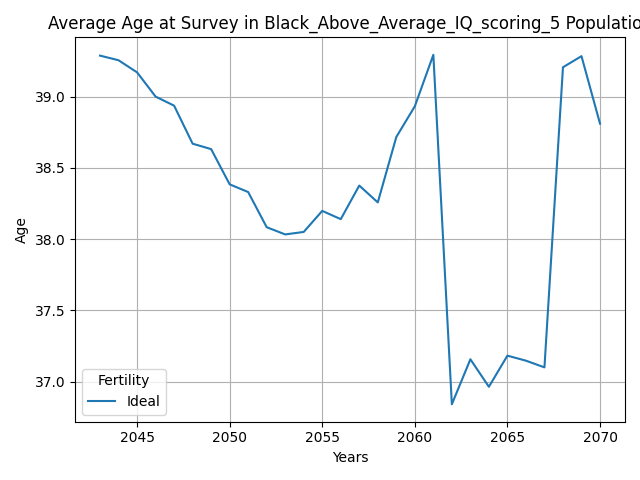 Average Age at Survey in Black_Above_Average_IQ_scoring_5 Populatio
39.0
38.5
38.0
37.5
37.0
Age
Fertility
Ideal
2045 2050 2055 2060 2065 2070
Years